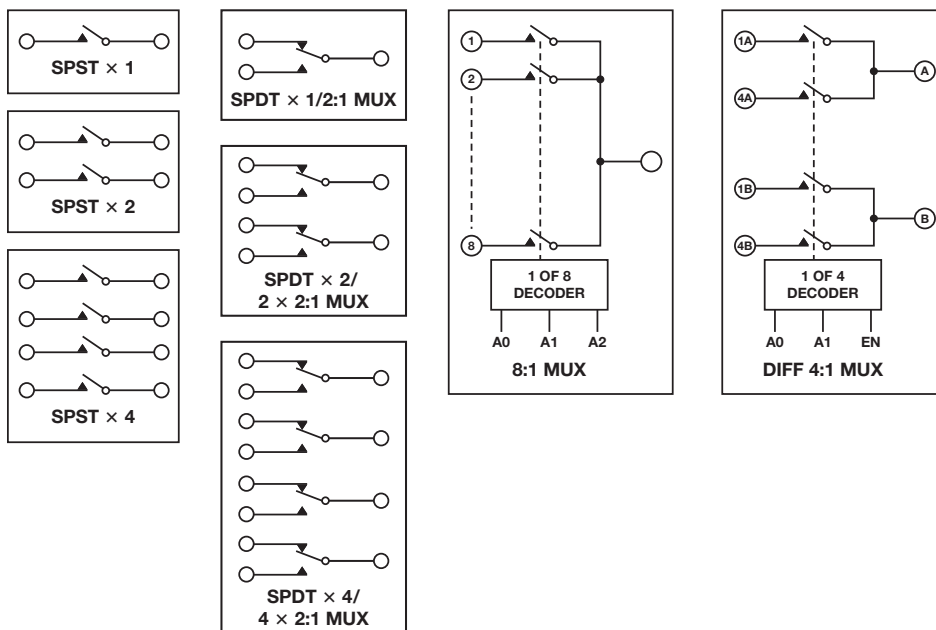 SPST × 1
SPST × 2
SPST × 4
SPDT × 1/2:1 MUX
SPDT × 2/
2 × 2:1 MUX
SPDT × 4/
4 × 2:1 MUX
1
2
8
1 OF 8
DECODER
A0 A1 A2
8:1 MUX
1A
A
4A
1B
B
4B
1 OF 4
DECODER
A0 A1 EN
DIFF 4:1 MUX